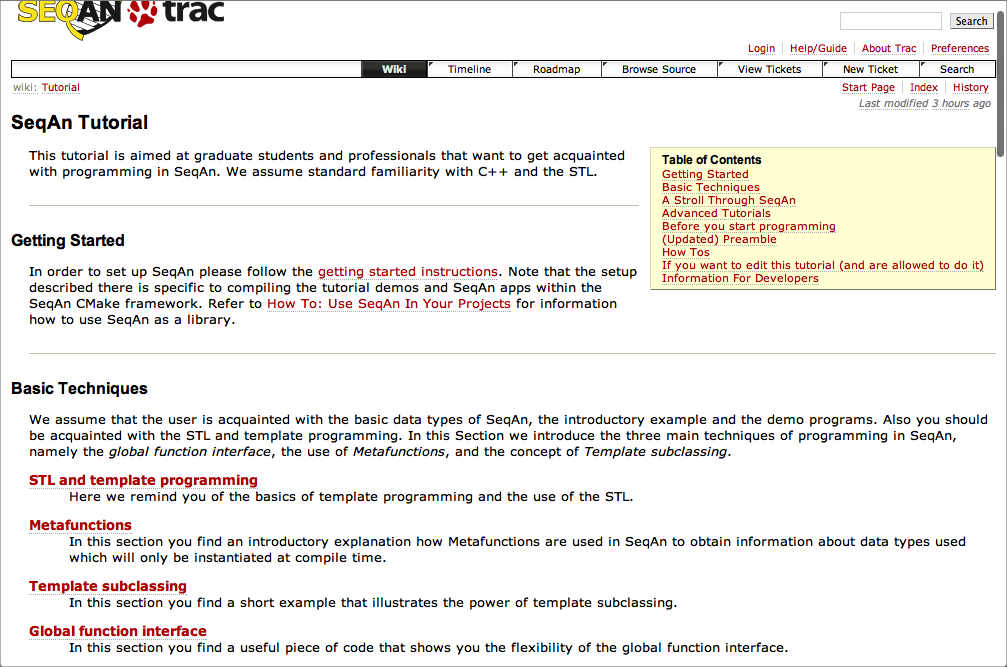 SEQAN trac
Search
Login Help/Guide About Trac Preferences
Wiki Timeline Roadmap Browse Source View Tickets New Ticket Search
wiki: Tutorial
Start Page Index History
Last modified 3 hours ago
SeqAn Tutorial
This tutorial is aimed at graduate students and professionals that want to get acquainted
with programming in SeqAn. We assume standard familiarity with C++ and the STL.
Table of Contents
Getting Started
Basic Techniques
A Stroll Through SeqAn
Advanced Tutorials
Before you start programming
(Updated) Preamble
How Tos
If you want to edit this tutorial (and are allowed to do it)
Information For Developers
Getting Started
In order to set up SeqAn please follow the getting started instructions. Note that the setup
described there is specific to compiling the tutorial demos and SeqAn apps within the
SeqAn CMake framework. Refer to How To: Use SeqAn In Your Projects for information
how to use SeqAn as a library.
Basic Techniques
We assume that the user is acquainted with the basic data types of SeqAn, the introductory example and the demo programs. Also you should
be acquainted with the STL and template programming. In this Section we introduce the three main techniques of programming in SeqAn,
namely the global function interface, the use of Metafunctions, and the concept of Template subclassing.
STL and template programming
Here we remind you of the basics of template programming and the use of the STL.
Metafunctions
In this section you find an introductory explanation how Metafunctions are used in SeqAn to obtain information about data types used
which will only be instantiated at compile time.
Template subclassing
In this section you find a short example that illustrates the power of template subclassing.
Global function interface
In this section you find a useful piece of code that shows you the flexibility of the global function interface.